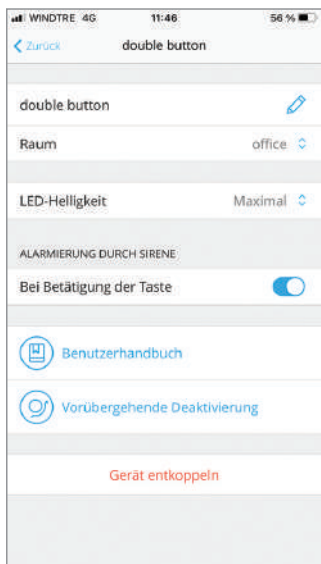 WINDTRE 4G 11:46 56 %
Zurück double button
double button
Raum office
LED-Helligkeit Maximal
ALARMIERUNG DURCH SIRENE
Bei Betätigung der Taste
Benutzerhandbuch
Vorübergehende Deaktivierung
Gerät entkoppeln